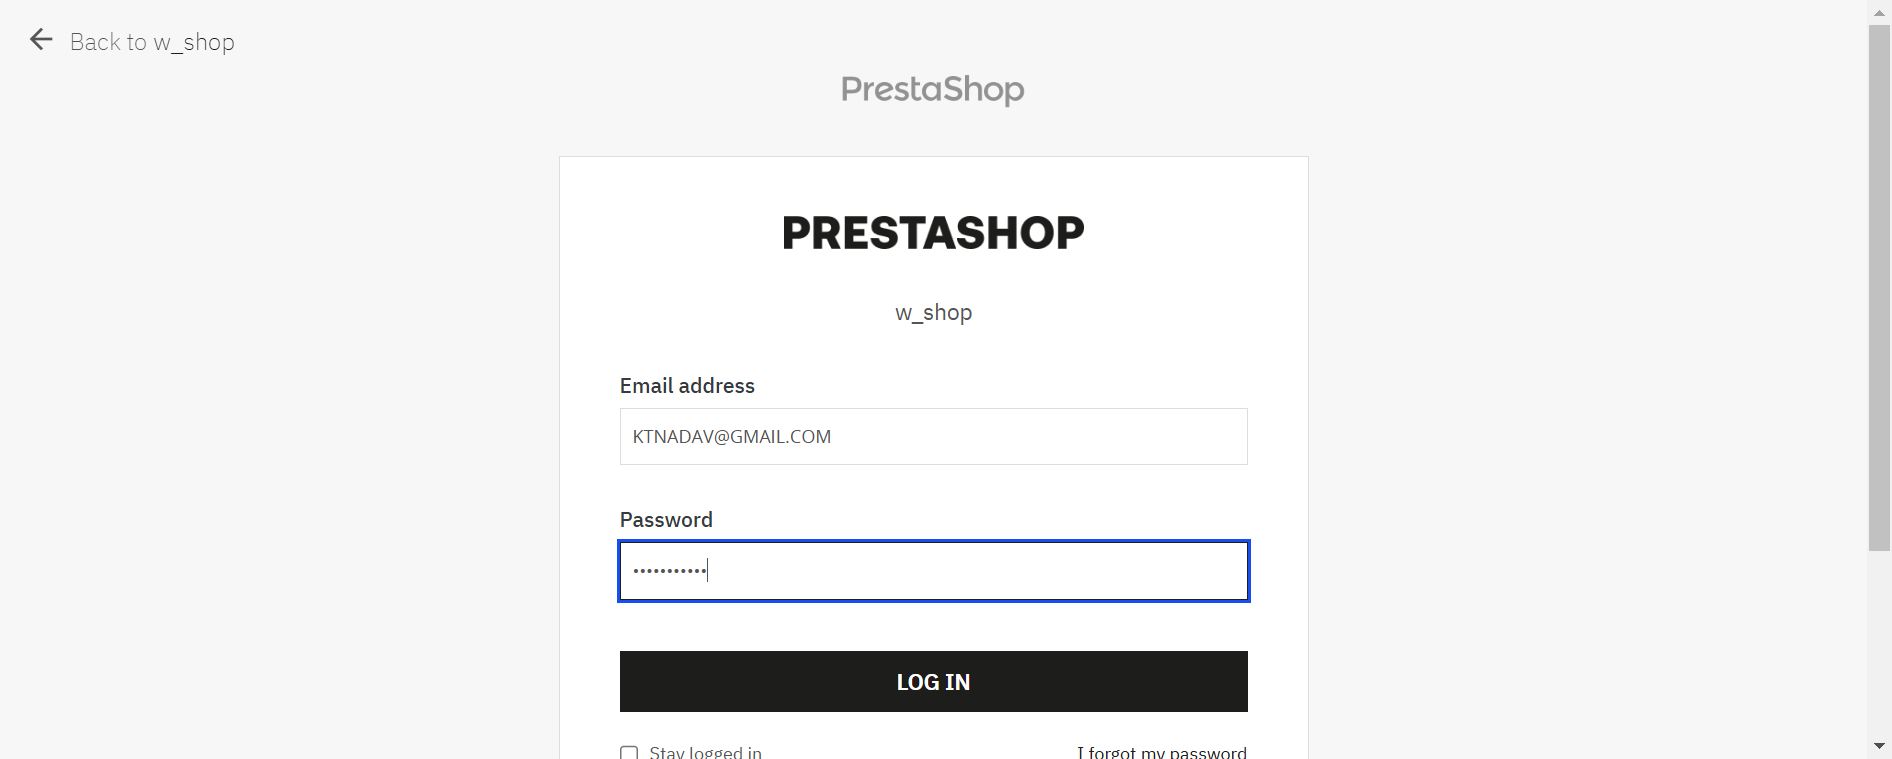 Back to w_shop
PrestaShop
PRESTASHOP
w_shop
Email address
KTNADAV@GMAIL.COM
Password
•••••••••••
LOG IN
Stay logged in
I forgot my password